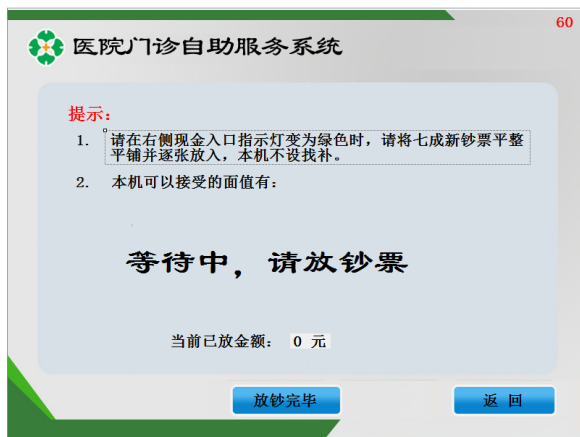 60
医院门诊自助服务系统
提示：
1. 请在右侧现金入口指示灯变为绿色时，请将七成新钞票平整
平铺并逐张放入，本机不设找补。
2. 本机可以接受的面值有：
等待中，请放钞票
当前已放金额： 0 元
放钞完毕 返 回